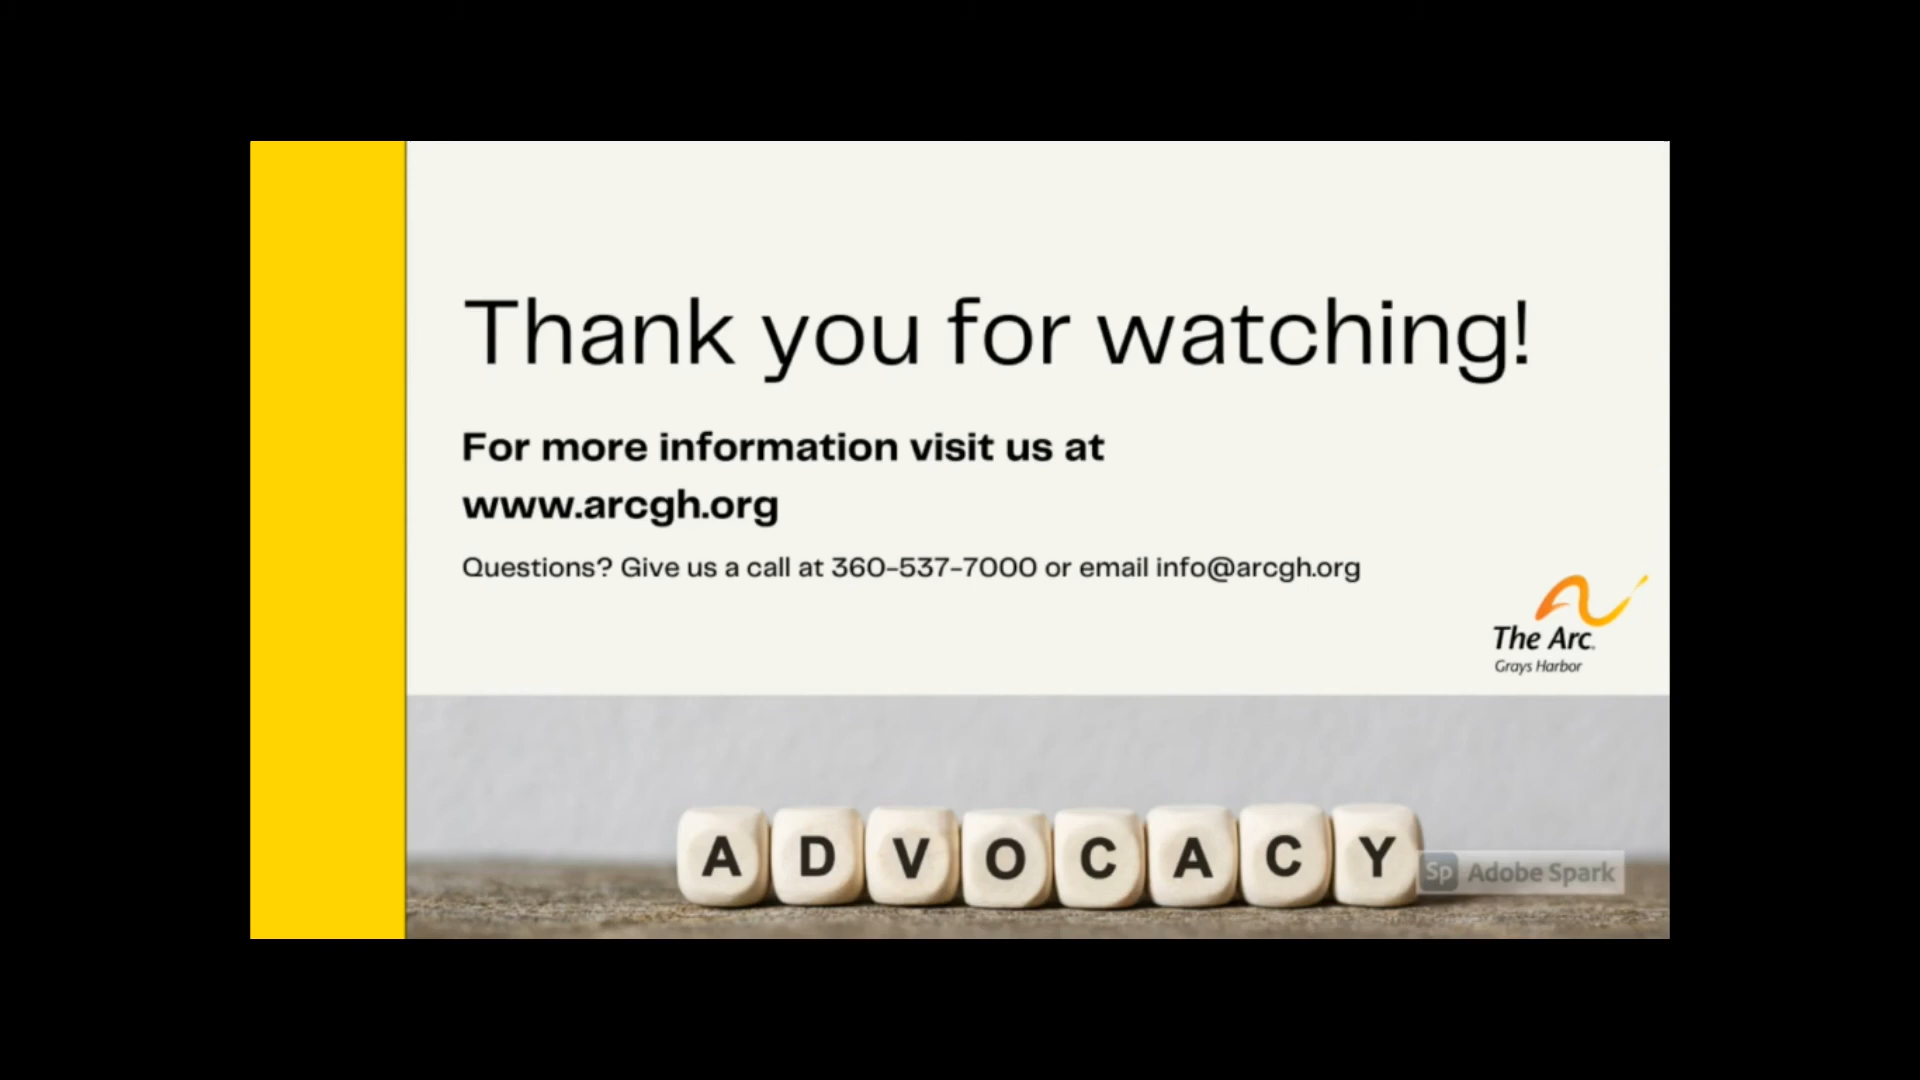 Thank you for watching!
For more information visit us at
www.arcgh.org
Questions? Give us a call at 360-537-7000 or email info@arcgh.org
The Arc.
Grays Harbor
ADVOCACY
Sp Adobe Spark